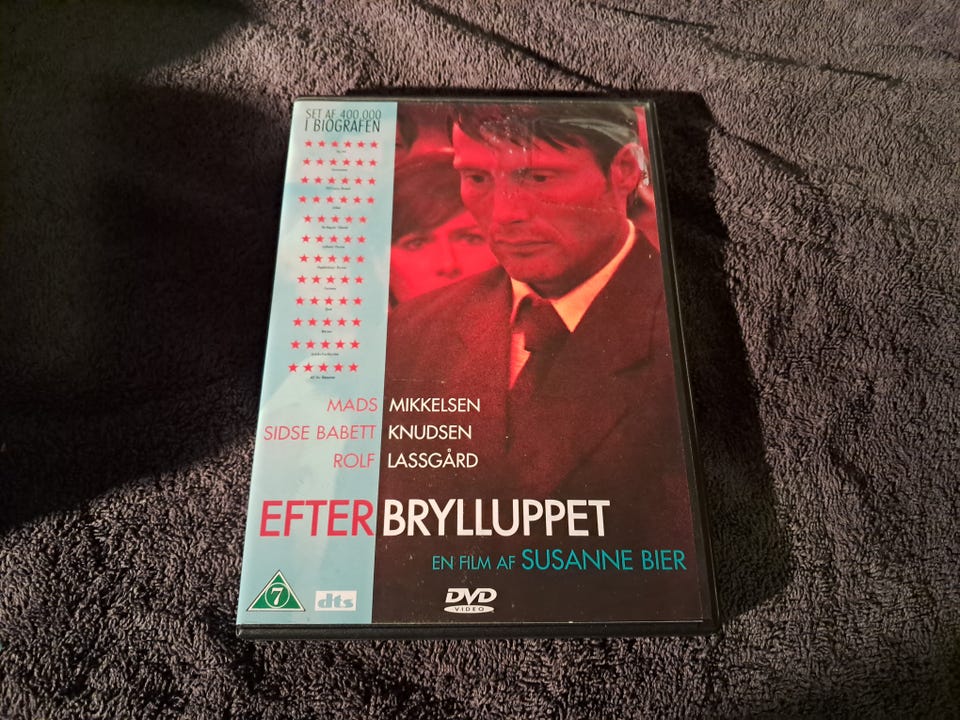 SET AF 400.000
I BIOGRAFEN
MADS MIKKELSEN
SIDSE BABETT KNUDSEN
ROLF LASSGÅRD
EFTER BRYLLUPPET
EN FILM AF SUSANNE BIER
7
dts
DVD
VIDEO